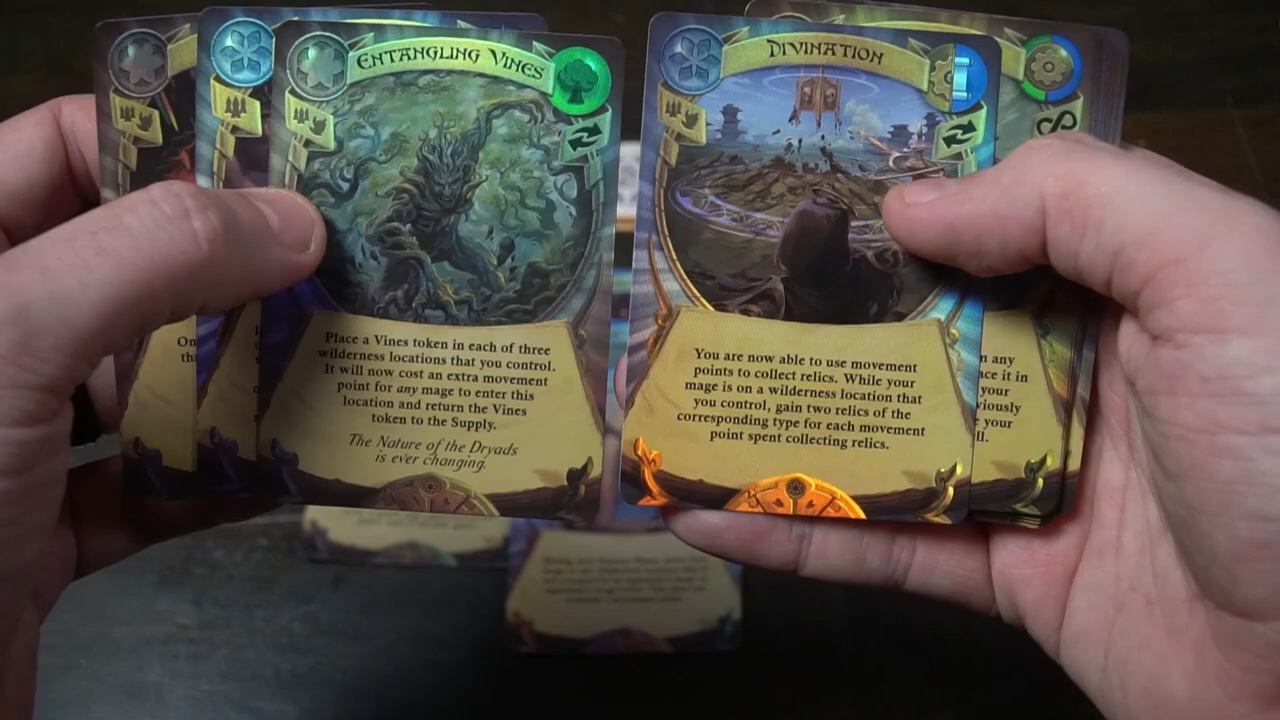 ENTANGLING VINES
Place a Vines token in each of three
wilderness locations that you control.
It will now cost an extra movement
point for any mage to enter this
location and return the Vines
token to the Supply.
The Nature of the Dryads
is ever changing.
DIVINATION
You are now able to use movement
points to collect relics. While your
mage is on a wilderness location that
you control, gain two relics of the
corresponding type for each movement
point spent collecting relics.
On
any
it in
your
your